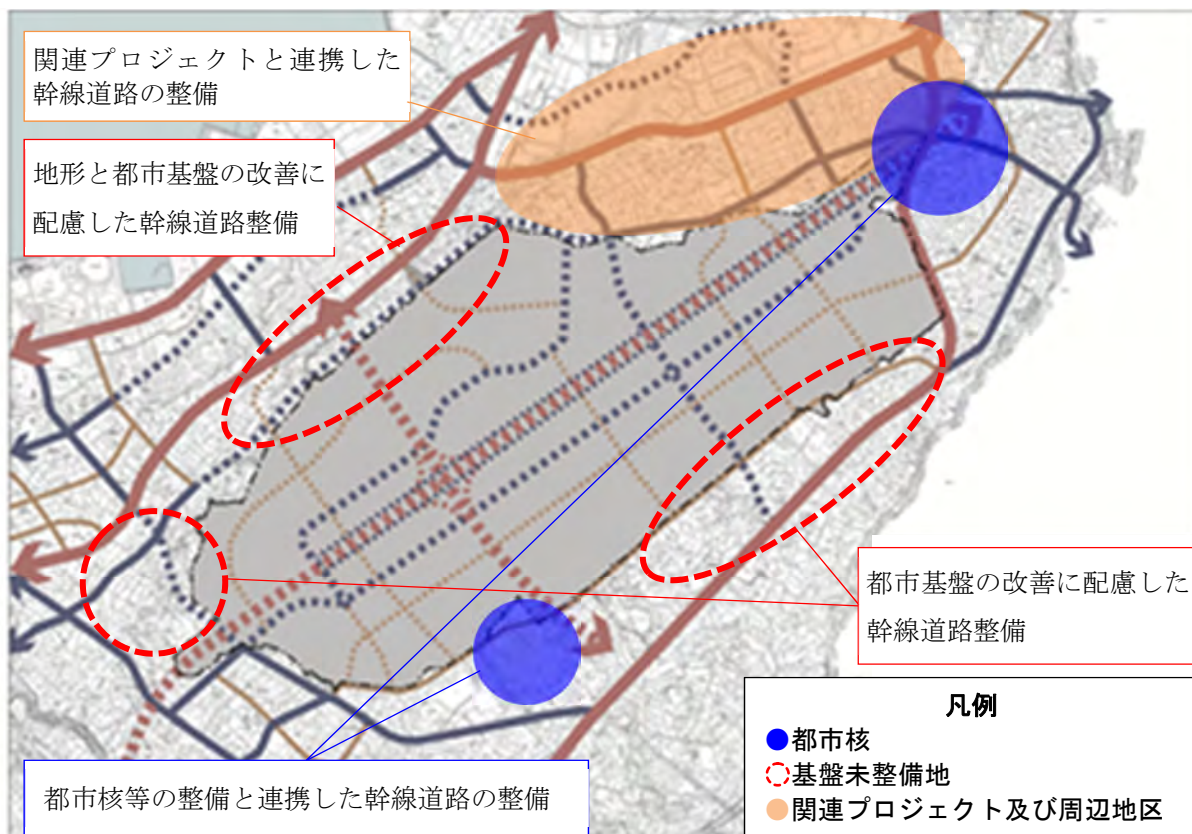 関連プロジェクトと連携した
幹線道路の整備
地形と都市基盤の改善に
配慮した幹線道路整備
都市基盤の改善に配慮した
幹線道路整備
都市核等の整備と連携した幹線道路の整備
凡例
都市核
基盤未整備地
関連プロジェクト及び周辺地区